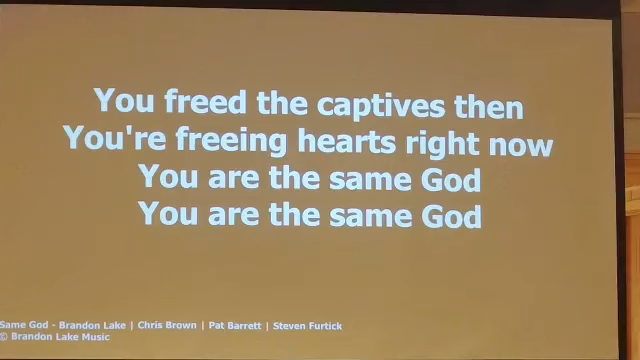 You freed the captives then
You're freeing hearts right now
You are the same God
You are the same God
Same God - Brandon Lake | Chris Brown | Pat Barrett | Steven Furtick
© Brandon Lake Music